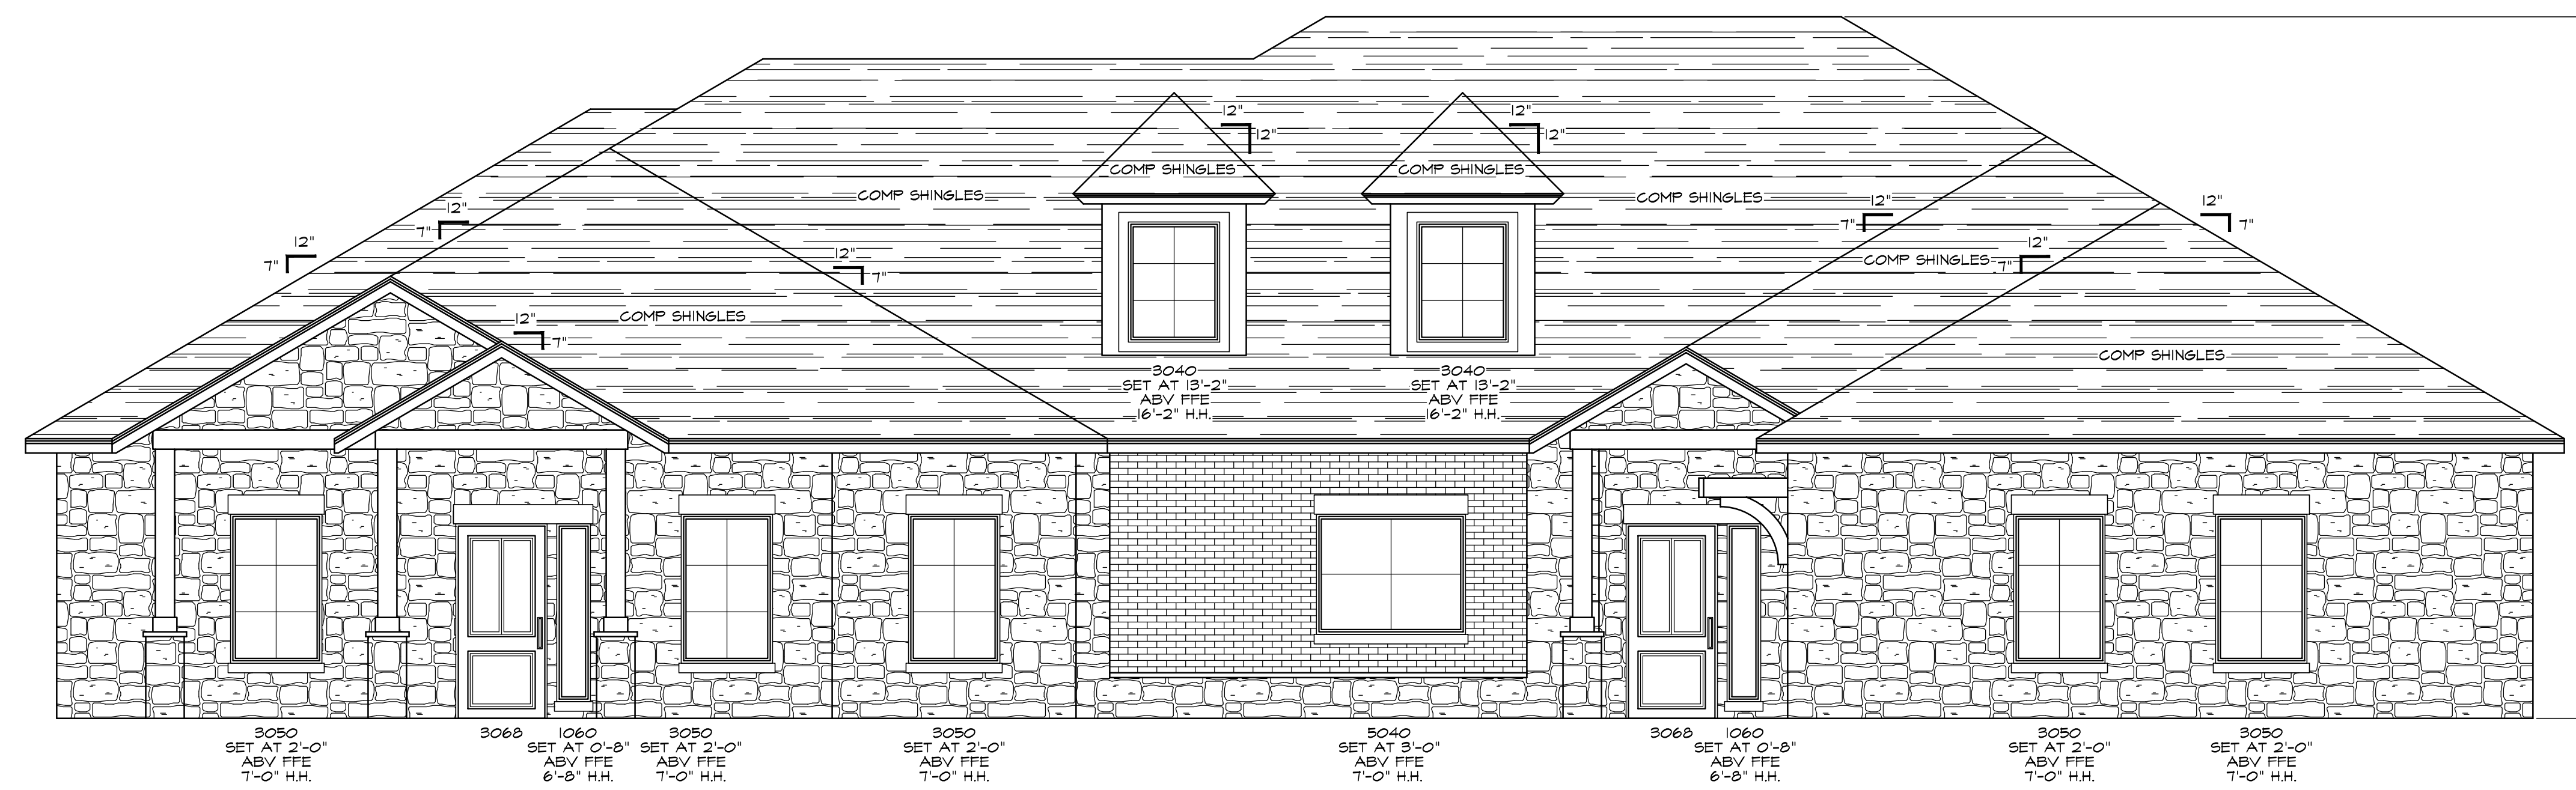 12"
12"
12"
12"
COMP SHINGLES
COMP SHINGLES
COMP SHINGLES
COMP SHINGLES
12"
7"
12"
7"
12"
7"
12"
7"
12"
7"
12"
7"
COMP SHINGLES
12"
7"
COMP SHINGLES
12"
7"
COMP SHINGLES
3040
SET AT 13'-2"
ABV FFE
16'-2" H.H.
3040
SET AT 13'-2"
ABV FFE
16'-2" H.H.
3050
SET AT 2'-0"
ABV FFE
7'-0" H.H.
3068
1060
SET AT 0'-8"
ABV FFE
6'-8" H.H.
3050
SET AT 2'-0"
ABV FFE
7'-0" H.H.
3050
SET AT 2'-0"
ABV FFE
7'-0" H.H.
5040
SET AT 3'-0"
ABV FFE
7'-0" H.H.
3068
1060
SET AT 0'-8"
ABV FFE
6'-8" H.H.
3050
SET AT 2'-0"
ABV FFE
7'-0" H.H.
3050
SET AT 2'-0"
ABV FFE
7'-0" H.H.